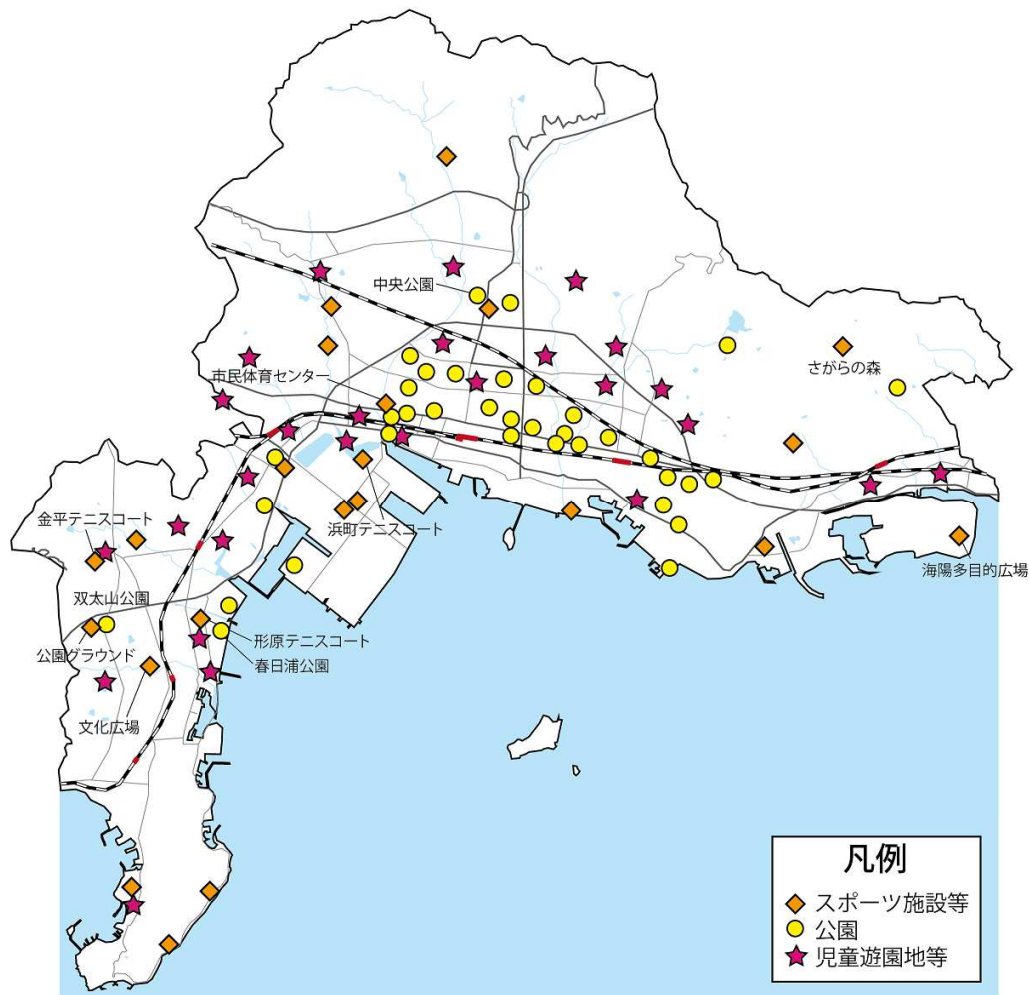 中央公園
さがらの森
市民体育センター
金平テニスコート
浜町テニスコート
海陽多目的広場
双太山公園
形原テニスコート
公園グラウンド
春日浦公園
文化広場
凡例
スポーツ施設等
公園
児童遊園地等